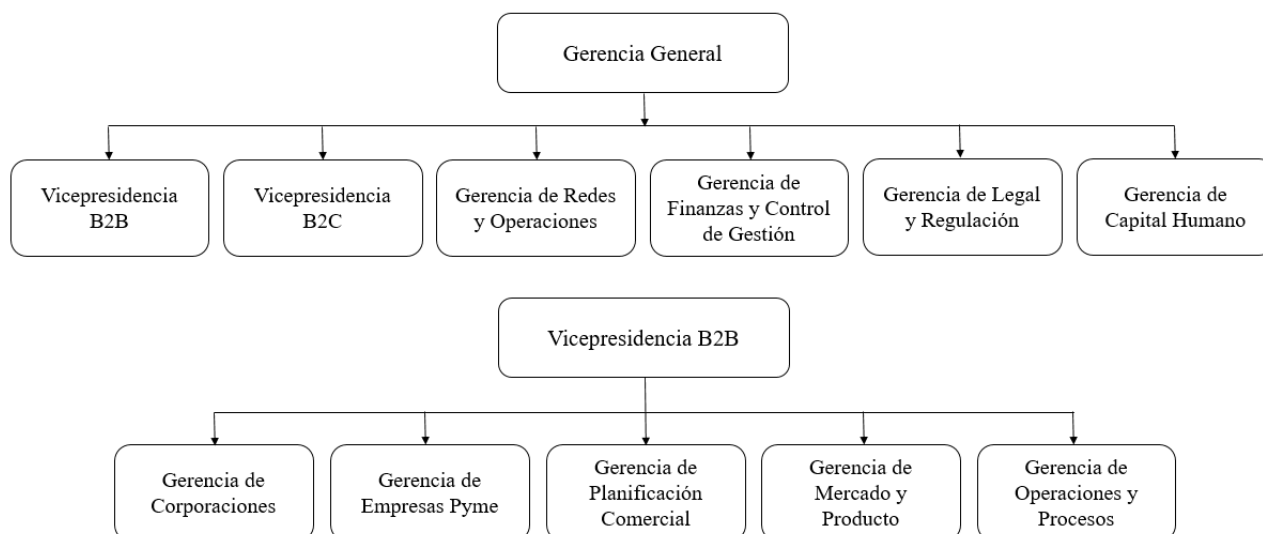 Gerencia General
Vicepresidencia
B2B
Vicepresidencia
B2C
Gerencia de Redes
y Operaciones
Gerencia de
Finanzas y Control
de Gestión
Gerencia de Legal
y Regulación
Gerencia de
Capital Humano
Vicepresidencia B2B
Gerencia de
Corporaciones
Gerencia de
Empresas Pyme
Gerencia de
Planificación
Comercial
Gerencia de
Mercado y
Producto
Gerencia de
Operaciones y
Procesos